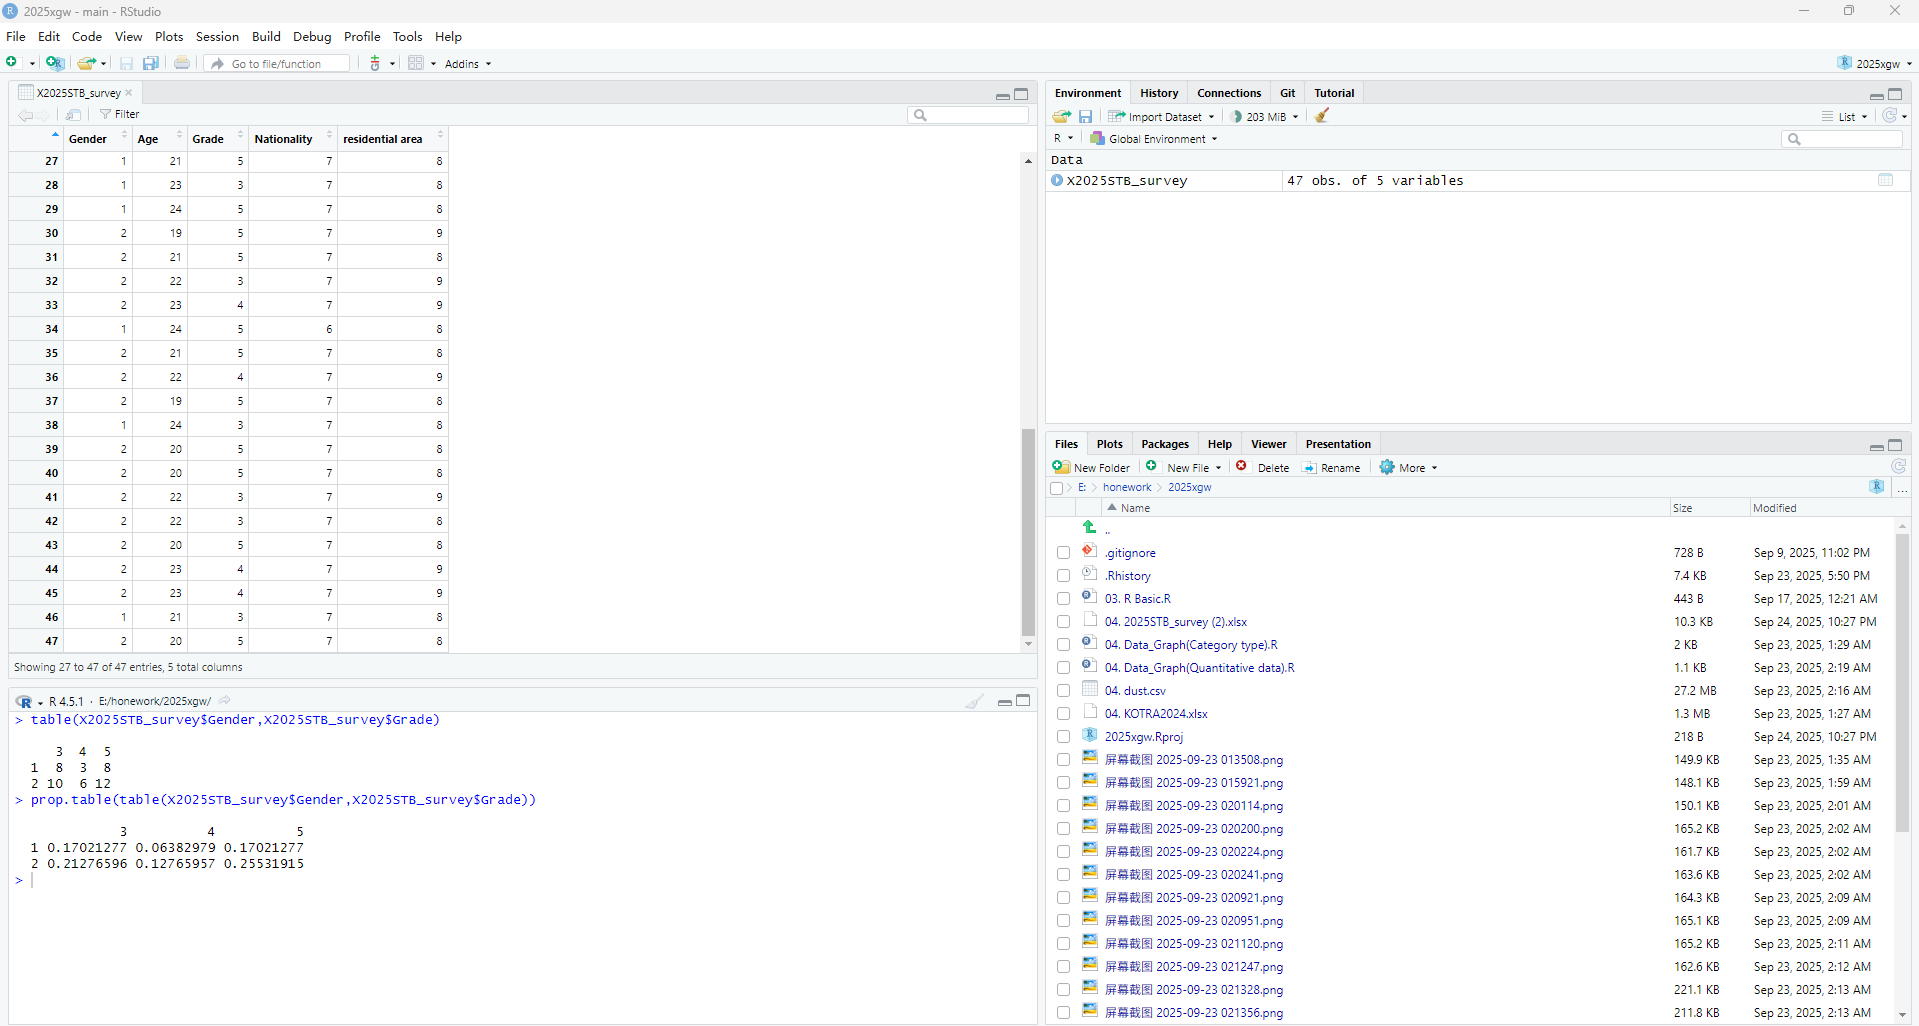 2025xgw - main - RStudio
File Edit Code View Plots Session Build Debug Profile Tools Help
Go to file/function Addins 2025xgw
X2025STB_survey
Filter
Gender Age Grade Nationality residential area
27 1 21 5 7 8
28 1 23 3 7 8
29 1 24 5 7 8
30 2 19 5 7 9
31 2 21 5 7 8
32 2 22 3 7 9
33 2 23 4 7 9
34 1 24 5 6 8
35 2 21 5 7 8
36 2 22 4 7 9
37 2 19 5 7 8
38 1 24 3 7 8
39 2 20 5 7 8
40 2 20 5 7 8
41 2 22 3 7 9
42 2 22 3 7 8
43 2 20 5 7 8
44 2 23 4 7 9
45 2 23 4 7 9
46 1 21 3 7 8
47 2 20 5 7 8
Showing 27 to 47 of 47 entries, 5 total columns
R 4.5.1 · E:/honework/2025xgw/
> table(X2025STB_survey$Gender,X2025STB_survey$Grade)
3 4 5
1 8 3 8
2 10 6 12
> prop.table(table(X2025STB_survey$Gender,X2025STB_survey$Grade))
3 4 5
1 0.17021277 0.06382979 0.17021277
2 0.21276596 0.12765957 0.25531915
>
Environment History Connections Git Tutorial
Import Dataset 203 MiB List
R Global Environment
Data
X2025STB_survey 47 obs. of 5 variables
Files Plots Packages Help Viewer Presentation
New Folder New File Delete Rename More
E: honework 2025xgw ...
Name Size Modified
..
.gitignore 728 B Sep 9, 2025, 11:02 PM
.Rhistory 7.4 KB Sep 23, 2025, 5:50 PM
03. R Basic.R 443 B Sep 17, 2025, 12:21 AM
04. 2025STB_survey (2).xlsx 10.3 KB Sep 24, 2025, 10:27 PM
04. Data_Graph(Category type).R 2 KB Sep 23, 2025, 1:29 AM
04. Data_Graph(Quantitative data).R 1.1 KB Sep 23, 2025, 2:19 AM
04. dust.csv 27.2 MB Sep 23, 2025, 2:16 AM
04. KOTRA2024.xlsx 1.3 MB Sep 23, 2025, 1:27 AM
2025xgw.Rproj 218 B Sep 24, 2025, 10:27 PM
屏幕截图 2025-09-23 013508.png 149.9 KB Sep 23, 2025, 1:35 AM
屏幕截图 2025-09-23 015921.png 148.1 KB Sep 23, 2025, 1:59 AM
屏幕截图 2025-09-23 020114.png 150.1 KB Sep 23, 2025, 2:01 AM
屏幕截图 2025-09-23 020200.png 165.2 KB Sep 23, 2025, 2:02 AM
屏幕截图 2025-09-23 020224.png 161.7 KB Sep 23, 2025, 2:02 AM
屏幕截图 2025-09-23 020241.png 163.6 KB Sep 23, 2025, 2:02 AM
屏幕截图 2025-09-23 020921.png 164.3 KB Sep 23, 2025, 2:09 AM
屏幕截图 2025-09-23 020951.png 165.1 KB Sep 23, 2025, 2:09 AM
屏幕截图 2025-09-23 021120.png 165.2 KB Sep 23, 2025, 2:11 AM
屏幕截图 2025-09-23 021247.png 162.6 KB Sep 23, 2025, 2:12 AM
屏幕截图 2025-09-23 021328.png 221.1 KB Sep 23, 2025, 2:13 AM
屏幕截图 2025-09-23 021356.png 211.8 KB Sep 23, 2025, 2:13 AM